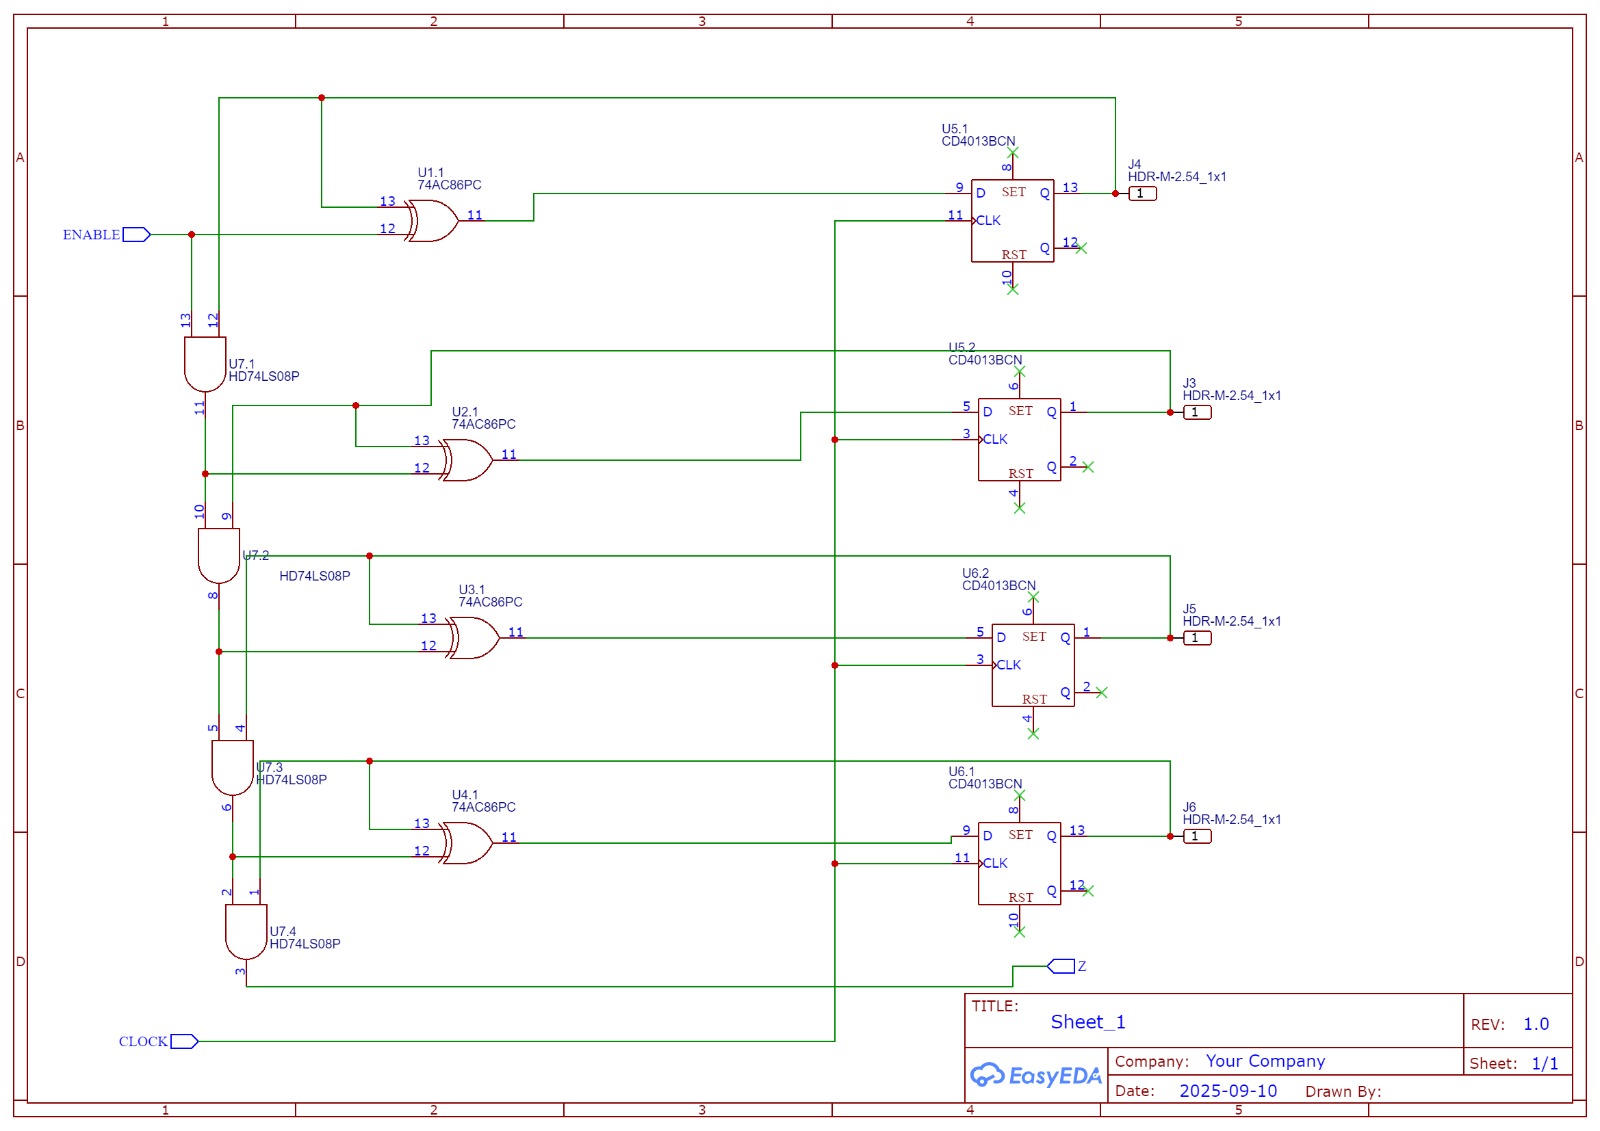 1 2 3 4 5
A A
U5.1
CD4013BCN
8
J4
HDR-M-2.54_1x1
U1.1
74AC86PC
13
12
11
9 D SET Q 13
1
11 CLK
Q 12
RST
10
ENABLE
13 12
U7.1
HD74LS08P
11
U5.2
CD4013BCN
6
J3
HDR-M-2.54_1x1
B B
U2.1
74AC86PC
13
12
11
5 D SET Q 1
1
3 CLK
Q 2
RST
4
10 9
U7.2
HD74LS08P
8
U6.2
CD4013BCN
6
J5
HDR-M-2.54_1x1
U3.1
74AC86PC
13
12
11
5 D SET Q 1
1
3 CLK
Q 2
RST
4
C C
5 4
U7.3
HD74LS08P
6
U6.1
CD4013BCN
8
J6
HDR-M-2.54_1x1
U4.1
74AC86PC
13
12
11
9 D SET Q 13
1
11 CLK
Q 12
RST
10
2 1
U7.4
HD74LS08P
3
D D
Z
CLOCK
TITLE:
Sheet_1
REV: 1.0
EasyEDA
Company: Your Company
Sheet: 1/1
Date: 2025-09-10 Drawn By:
1 2 3 4 5